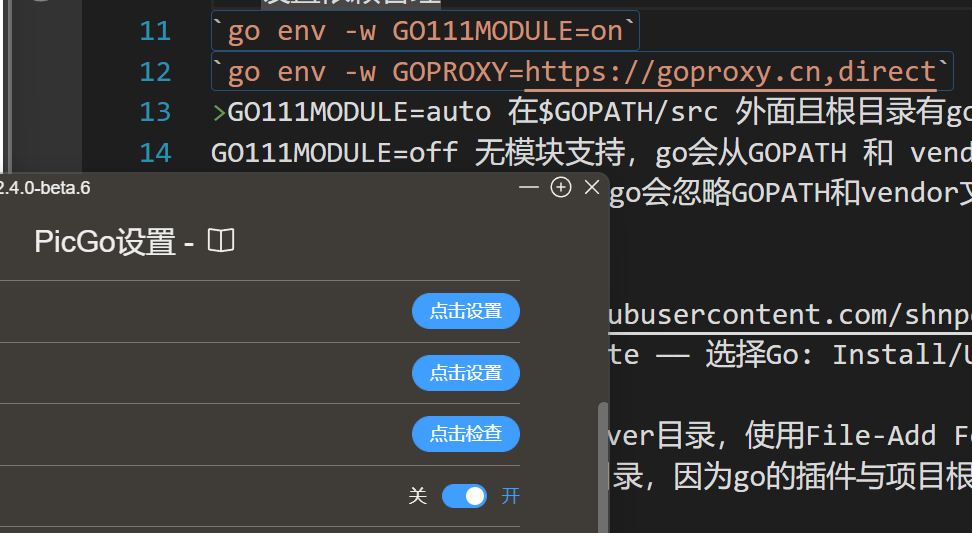 11 `go env -w GO111MODULE=on`
12 `go env -w GOPROXY=https://goproxy.cn,direct`
13 >GO111MODULE=auto 在$GOPATH/src 外面且根目录有go
14 GO111MODULE=off 无模块支持，go会从GOPATH 和 vend
2.4.0-beta.6
go会忽略GOPATH和vendor文
PicGo设置 -
点击设置
ubusercontent.com/shnp
te —— 选择Go: Install/U
点击设置
点击检查
ver目录，使用File-Add F
录，因为go的插件与项目根
关 开